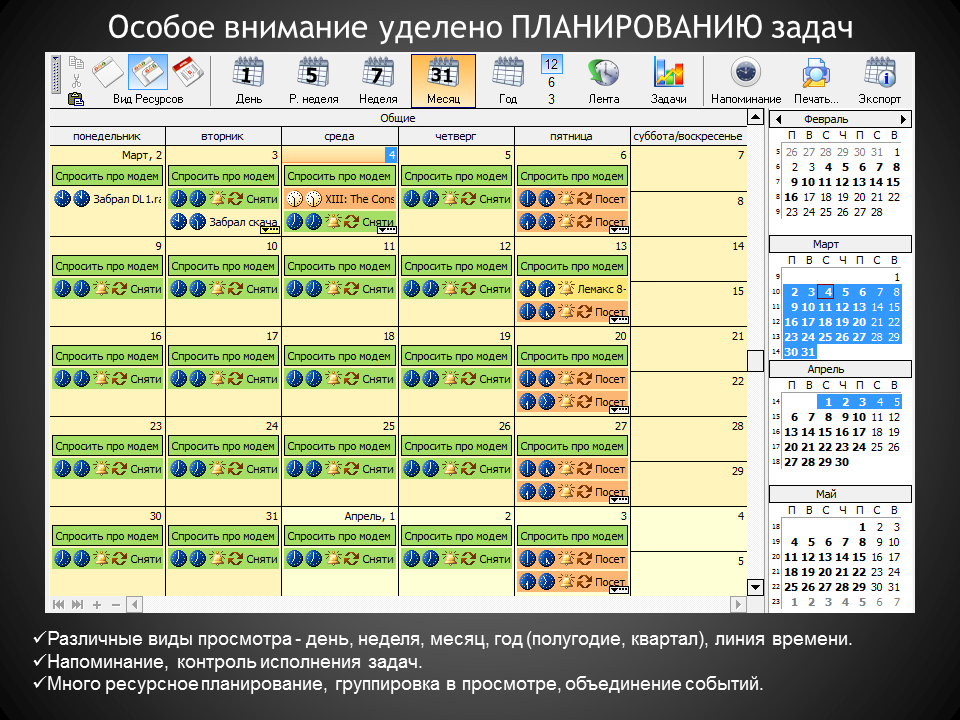 Особое внимание уделено ПЛАНИРОВАНИЮ задач
Вид Ресурсов День Р. неделя Неделя Месяц Год 12 6 3 Лента Задачи Напоминание Печать... Экспорт
1 5 7 31
Общие
понедельник вторник среда четверг пятница суббота/воскресенье
Март, 2 3 4 5 6 7
Спросить про модем Спросить про модем Спросить про модем Спросить про модем Спросить про модем
Забрал DL1.ra Сняти XIII: The Cons Сняти Посет 8
Забрал скача Сняти Посет
9 10 11 12 13 14
Спросить про модем Спросить про модем Спросить про модем Спросить про модем Спросить про модем
Сняти Сняти Сняти Сняти Лемакс 8- 15
Посет
16 17 18 19 20 21
Спросить про модем Спросить про модем Спросить про модем Спросить про модем Спросить про модем
Сняти Сняти Сняти Сняти Посет 22
Посет
23 24 25 26 27 28
Спросить про модем Спросить про модем Спросить про модем Спросить про модем Спросить про модем
Сняти Сняти Сняти Сняти Посет 29
Посет
30 31 Апрель, 1 2 3 4
Спросить про модем Спросить про модем Спросить про модем Спросить про модем Спросить про модем
Сняти Сняти Сняти Сняти Посет 5
Посет
Февраль
П В С Ч П С В
5 26 27 28 29 30 31 1
6 2 3 4 5 6 7 8
7 9 10 11 12 13 14 15
8 16 17 18 19 20 21 22
9 23 24 25 26 27 28
Март
П В С Ч П С В
9 1
10 2 3 4 5 6 7 8
11 9 10 11 12 13 14 15
12 16 17 18 19 20 21 22
13 23 24 25 26 27 28 29
14 30 31
Апрель
П В С Ч П С В
14 1 2 3 4 5
15 6 7 8 9 10 11 12
16 13 14 15 16 17 18 19
17 20 21 22 23 24 25 26
18 27 28 29 30
Май
П В С Ч П С В
18 1 2 3
19 4 5 6 7 8 9 10
20 11 12 13 14 15 16 17
21 18 19 20 21 22 23 24
22 25 26 27 28 29 30 31
23 1 2 3 4 5 6 7
✓Различные виды просмотра - день, неделя, месяц, год (полугодие, квартал), линия времени.
✓Напоминание, контроль исполнения задач.
✓Много ресурсное планирование, группировка в просмотре, объединение событий.